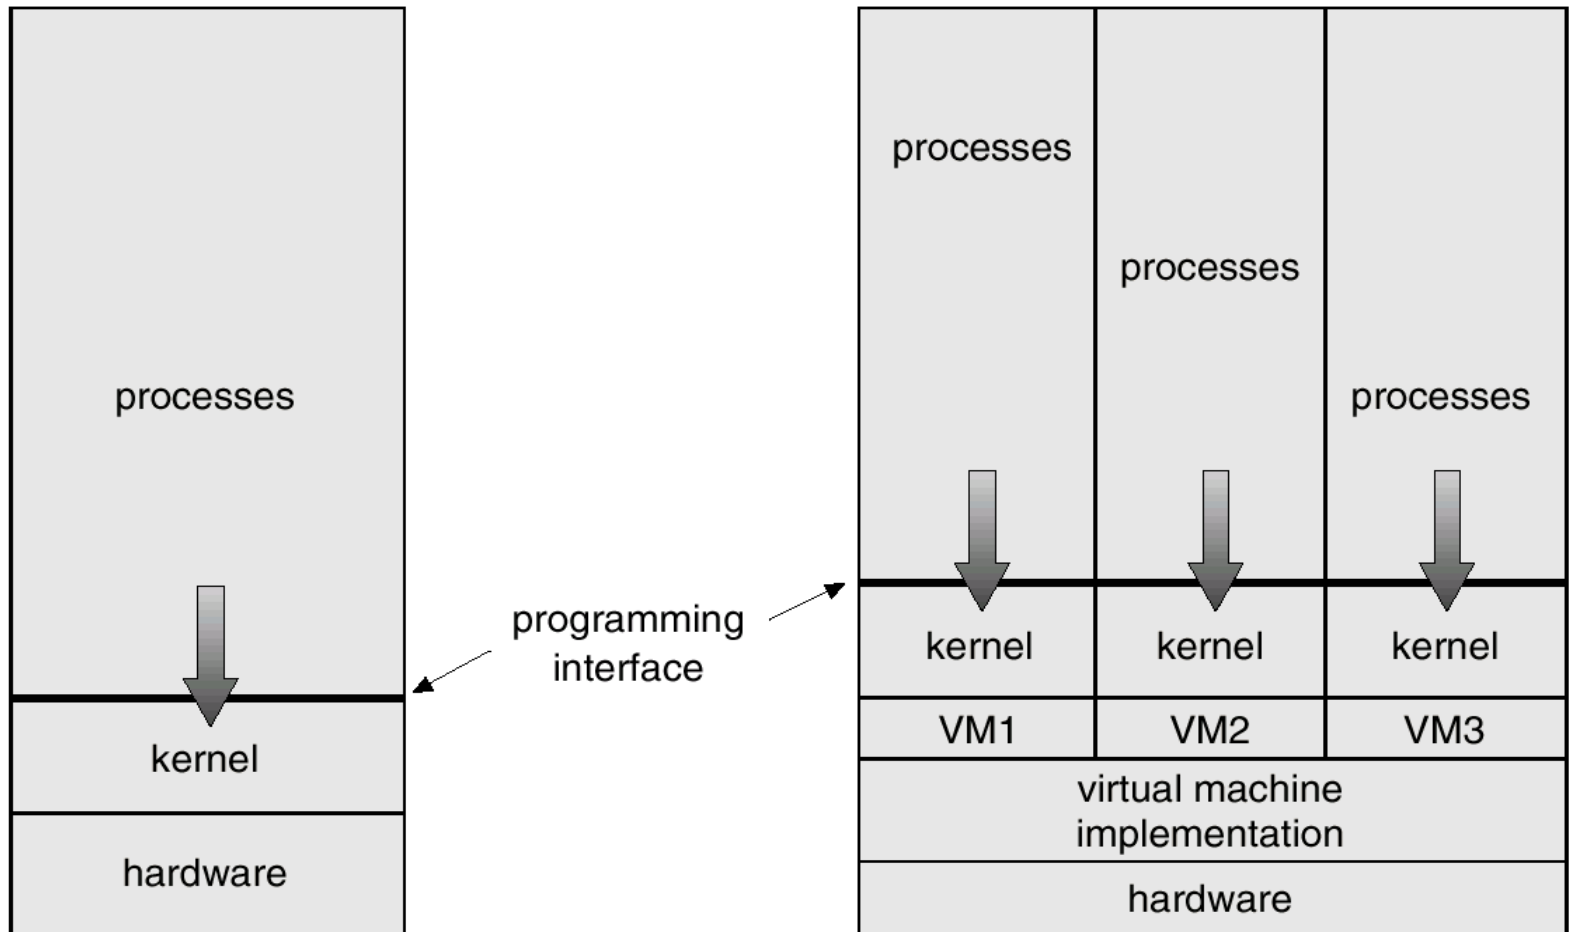 processes
kernel
hardware
programming
interface
processes
processes
processes
kernel
kernel
kernel
VM1
VM2
VM3
virtual machine
implementation
hardware